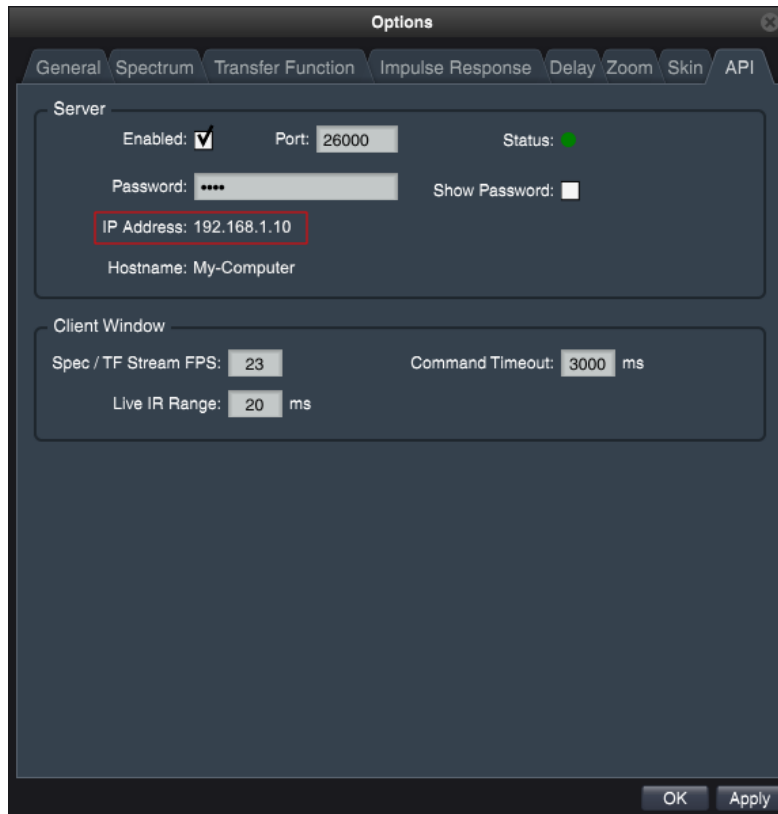 Options
General Spectrum Transfer Function Impulse Response Delay Zoom Skin API
Server
Enabled: Port: 26000 Status:
Password: •••• Show Password:
IP Address: 192.168.1.10
Hostname: My-Computer
Client Window
Spec / TF Stream FPS: 23 Command Timeout: 3000 ms
Live IR Range: 20 ms
OK Apply